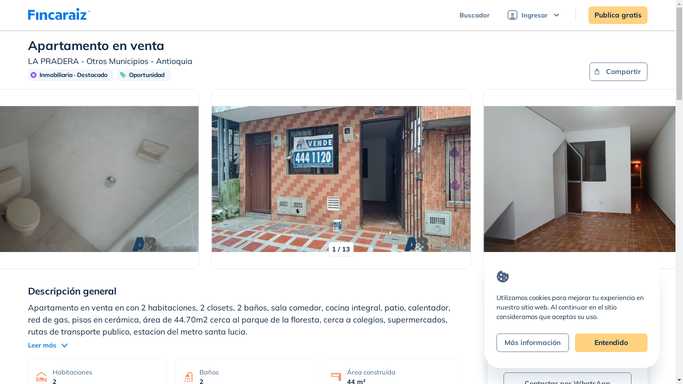 Fincaraiz
Buscador
Ingresar
Publica gratis
Apartamento en venta
LA PRADERA - Otros Municipios - Antioquia
Inmobiliaria · Destacado
Oportunidad
Compartir
VENDE
444 1120
1 / 13
Descripción general
Apartamento en venta en con 2 habitaciones, 2 closets, 2 baños, sala comedor, cocina integral, patio, calentador,
red de gas, pisos en cerámica, área de 44.70m2 cerca al parque de la floresta, cerca a colegios, supermercados,
rutas de transporte publico, estacion del metro santa lucia.
Leer más
Habitaciones
2
Baños
2
Área construida
44 m²
Utilizamos cookies para mejorar tu experiencia en
nuestro sitio web. Al continuar en el sitio
consideramos que aceptas su uso.
Más información
Entendido
Contactar por WhatsApp